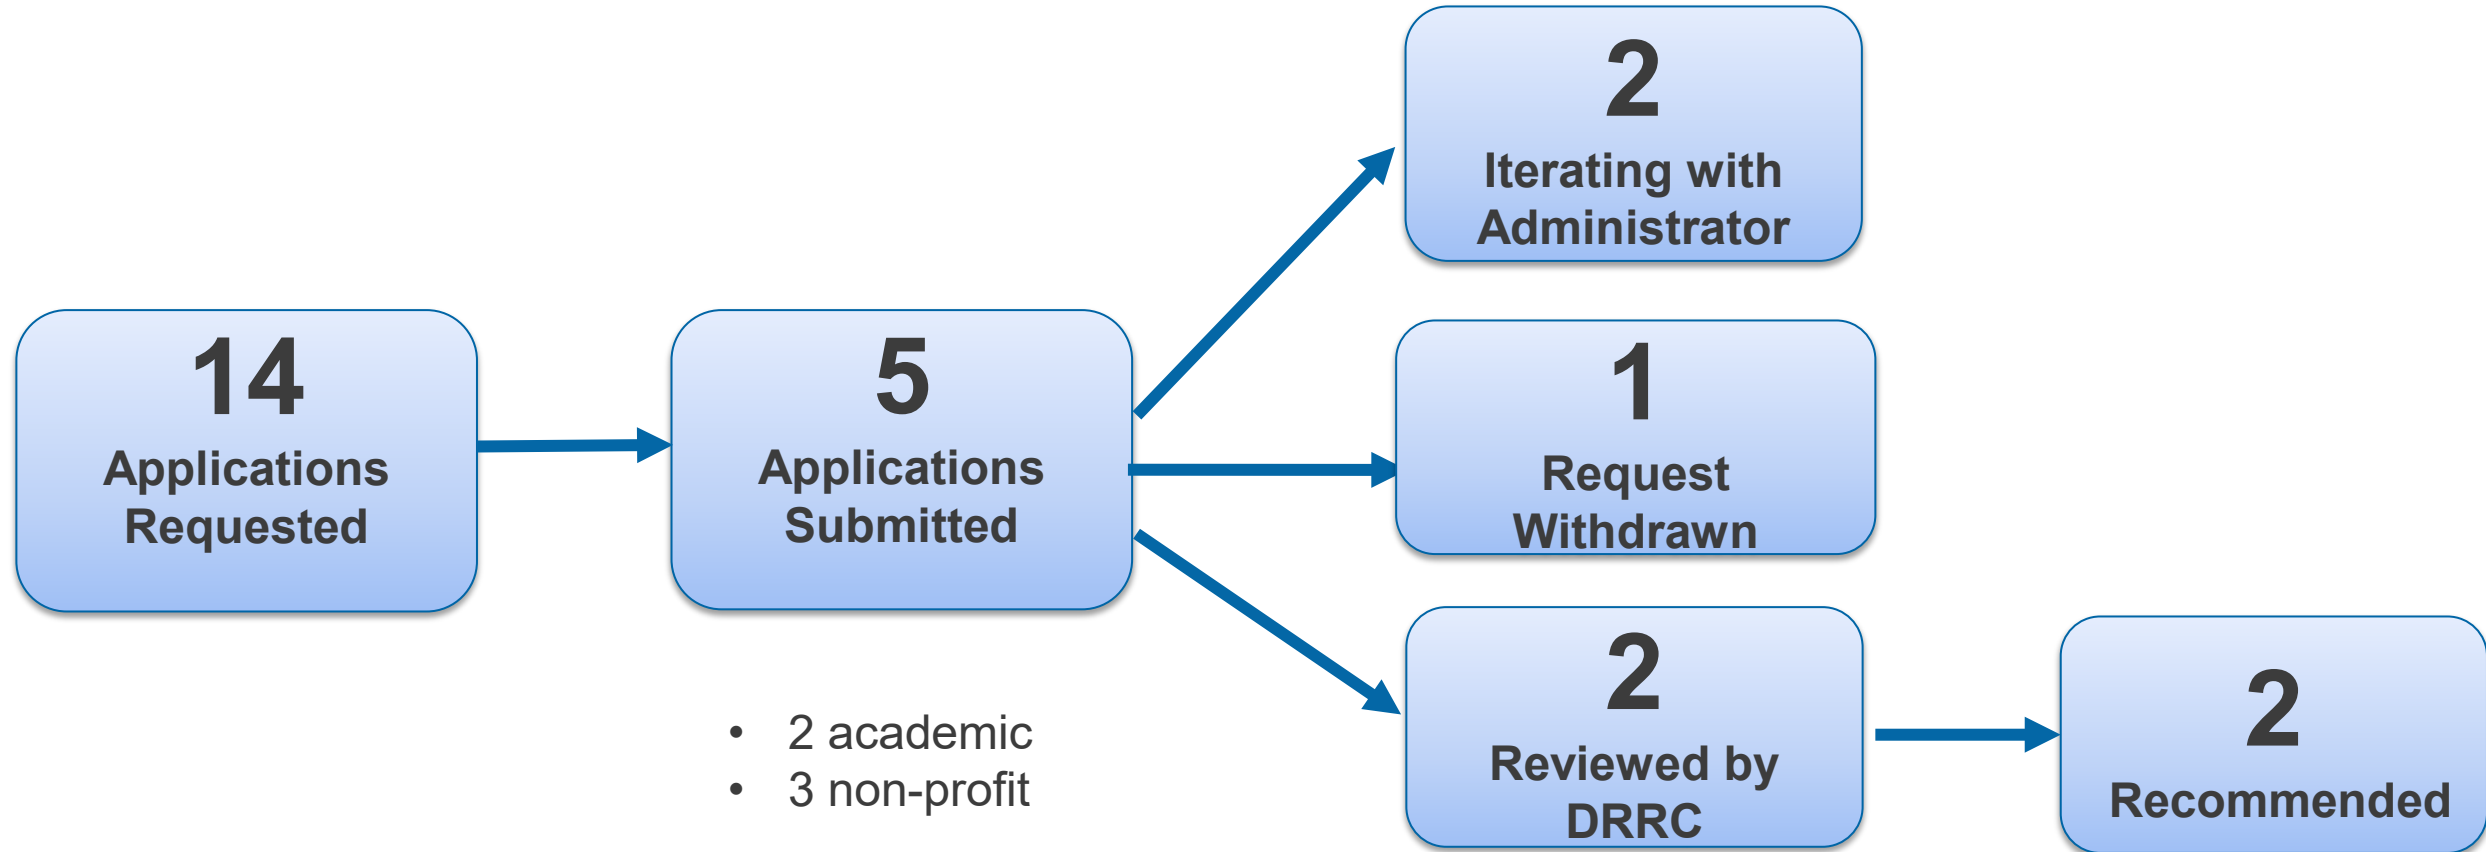 14
Applications
Requested
5
Applications
Submitted
• 2 academic
• 3 non-profit
2
Iterating with
Administrator
1
Request
Withdrawn
2
Reviewed by
DRRC
2
Recommended